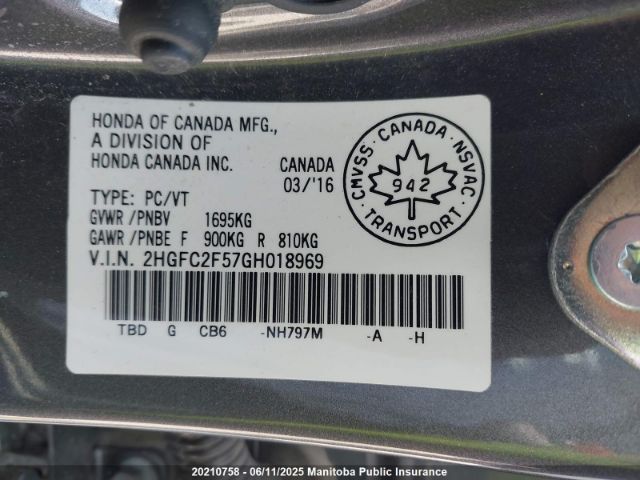 HONDA OF CANADA MFG.,
A DIVISION OF
HONDA CANADA INC.
CANADA
03/'16
CMVSS · CANADA · NSVAC
942
TRANSPORT
TYPE: PC/VT
GVWR /PNBV 1695KG
GAWR /PNBE F 900KG R 810KG
V.I.N. 2HGFC2F57GH018969
TBD G CB6 -NH797M -A -H
20210758 - 06/11/2025 Manitoba Public Insurance